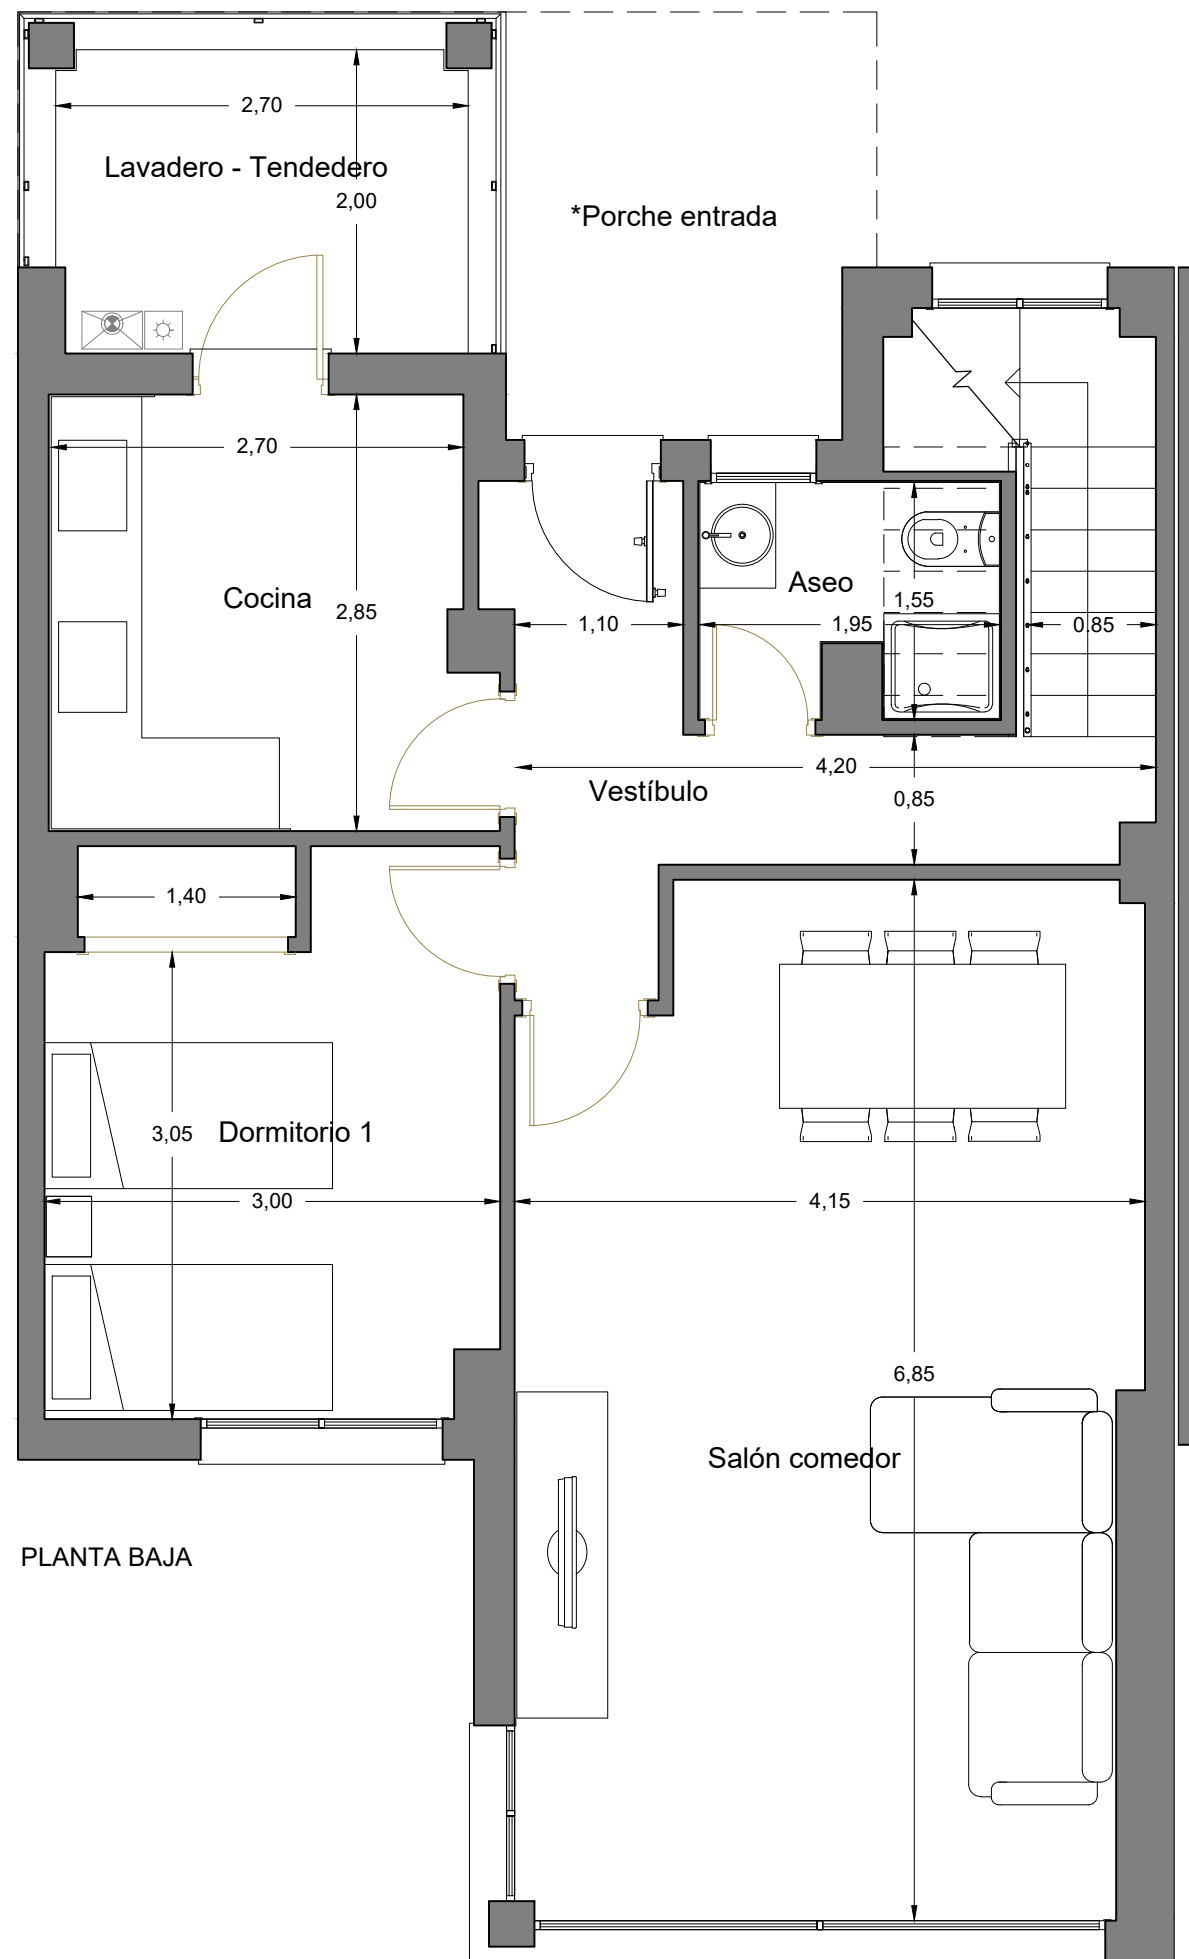 2,70
Lavadero - Tendedero
2,00
*Porche entrada
2,70
Cocina
2,85
1,10
Aseo
1,55
1,95
0.85
4,20
Vestíbulo
0,85
1,40
3,05
Dormitorio 1
3,00
4,15
6,85
Salón comedor
PLANTA BAJA